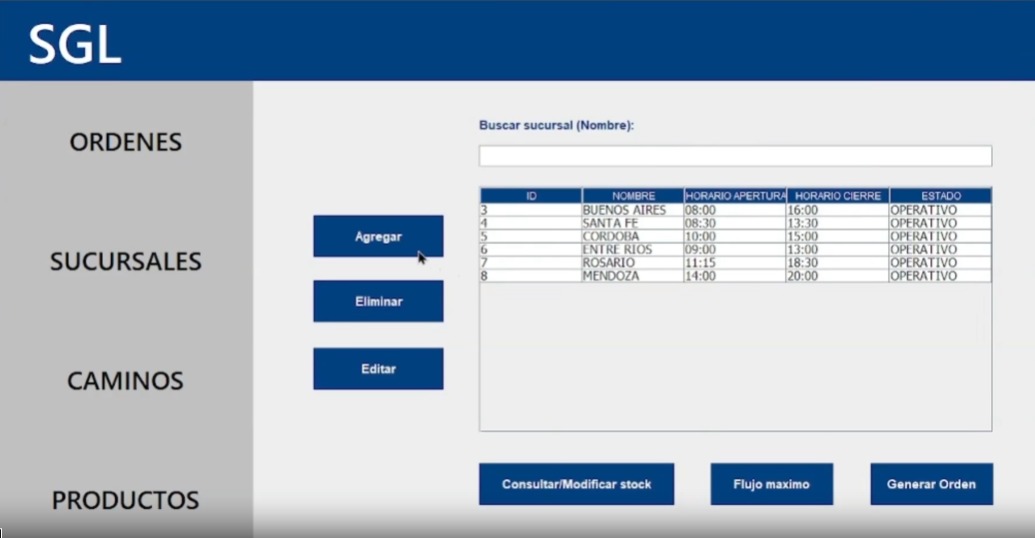 SGL
ORDENES
SUCURSALES
CAMINOS
PRODUCTOS
Agregar
Eliminar
Editar
Buscar sucursal (Nombre):
ID NOMBRE HORARIO APERTURA HORARIO CIERRE ESTADO
3 BUENOS AIRES 08:00 16:00 OPERATIVO
4 SANTA FE 08:30 13:30 OPERATIVO
5 CORDOBA 10:00 15:00 OPERATIVO
6 ENTRE RIOS 09:00 13:00 OPERATIVO
7 ROSARIO 11:15 18:30 OPERATIVO
8 MENDOZA 14:00 20:00 OPERATIVO
Consultar/Modificar stock Flujo maximo Generar Orden